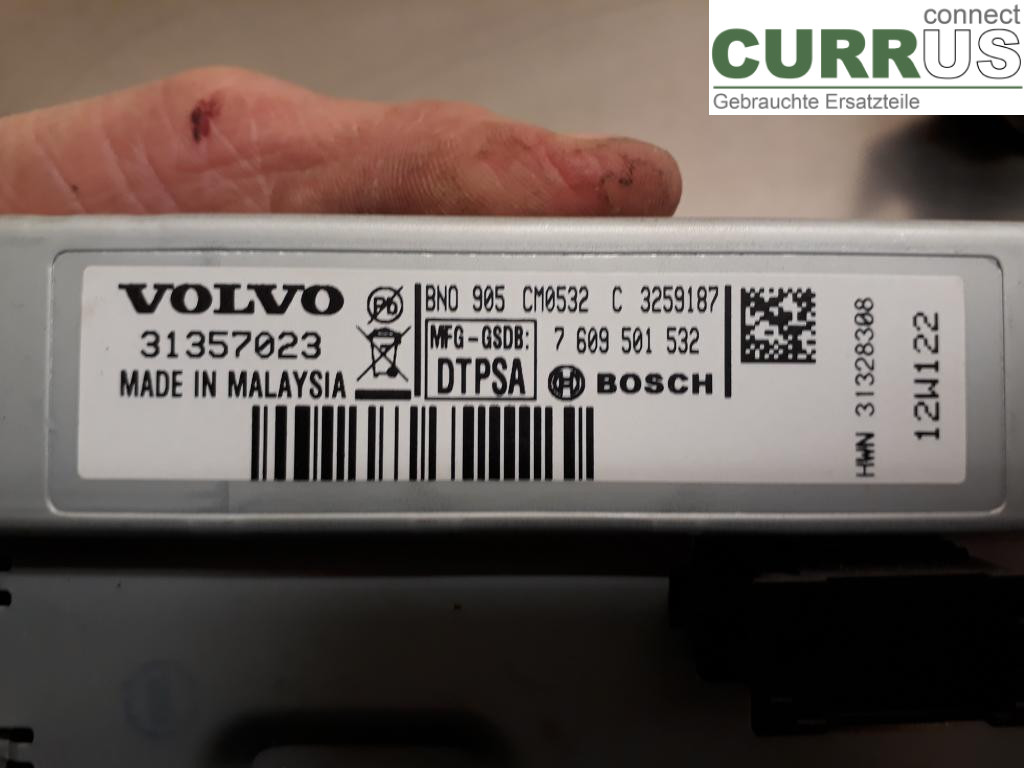 connect
CURRUS
Gebrauchte Ersatzteile
VOLVO
31357023
MADE IN MALAYSIA
Pb
BNO 905 CM0532 C 3259187
MFG-GSDB:
DTPSA
7 609 501 532
BOSCH
HWN 31328308
12W122